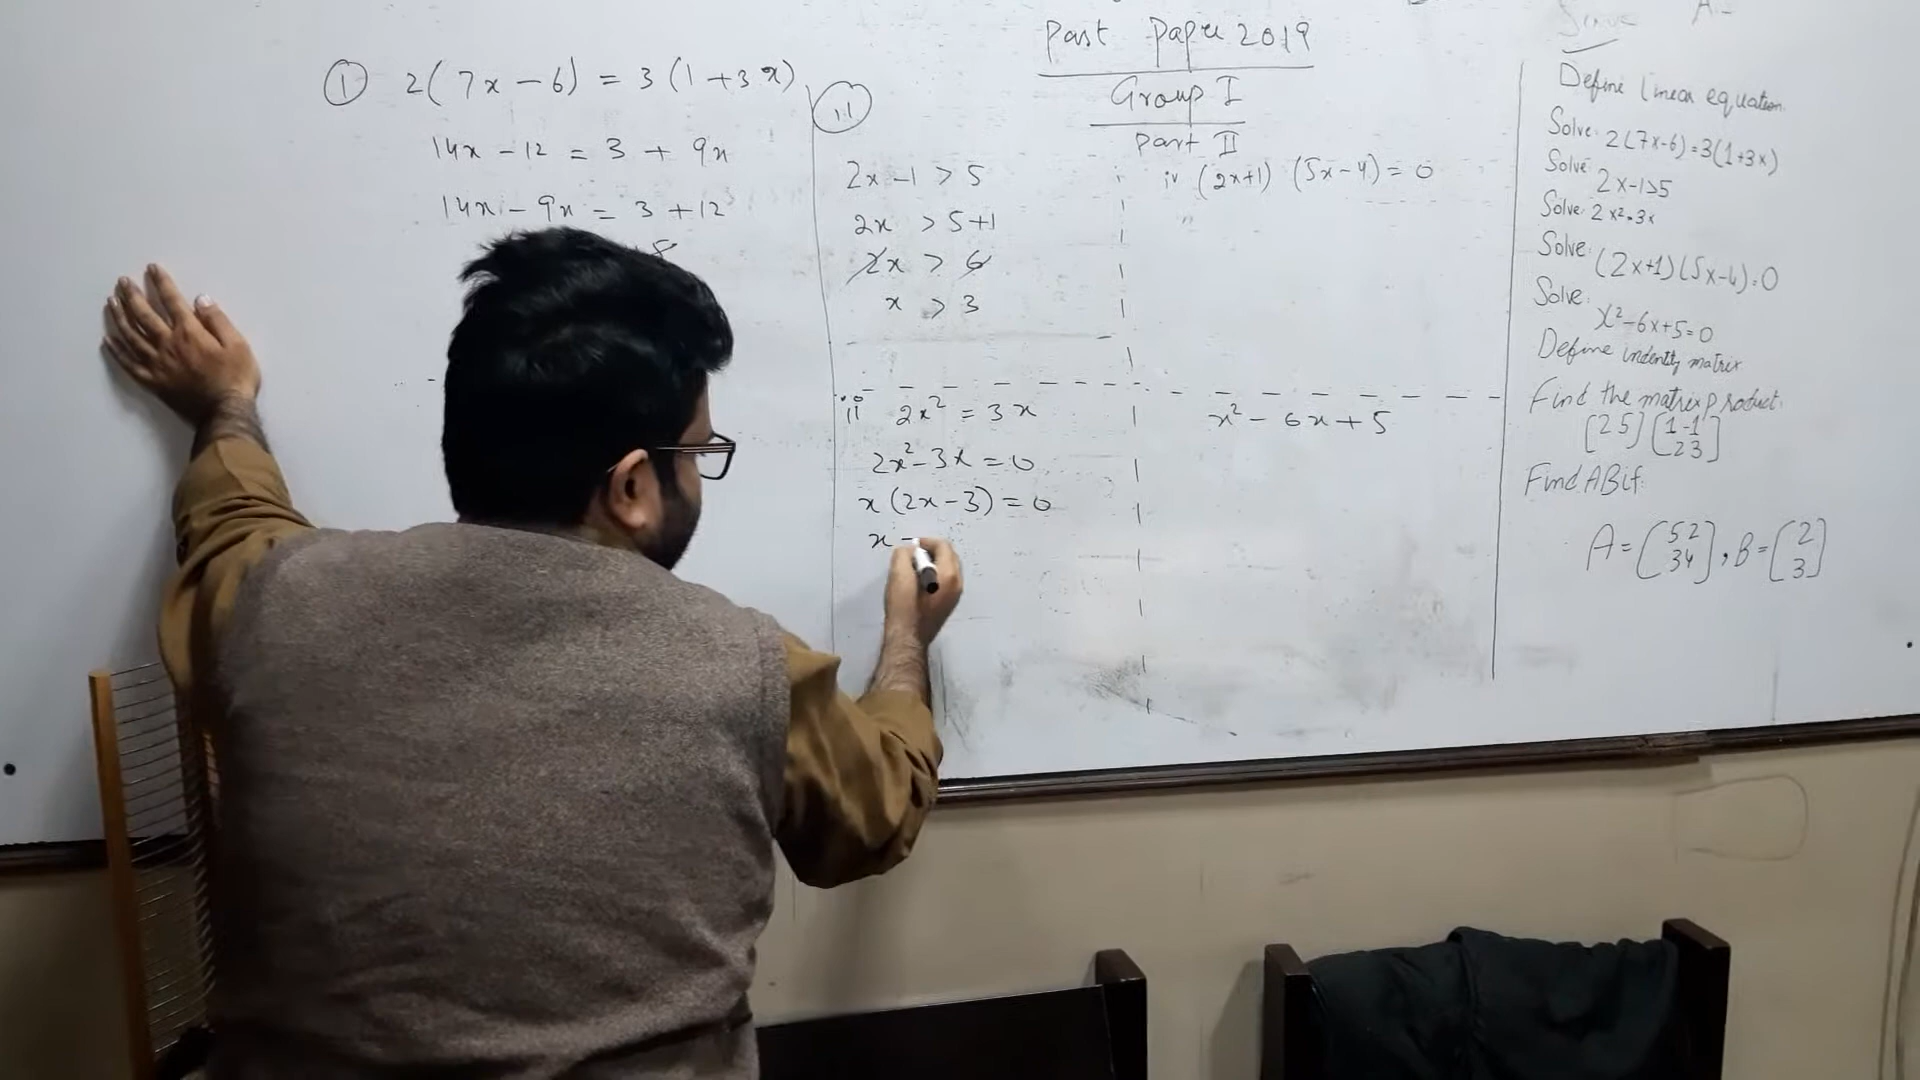 Past Paper 2019
Group I
Part II
① 2(7x-6) = 3(1+3x)
14x - 12 = 3 + 9x
14x - 9x = 3 + 12
ii
2x - 1 > 5
2x > 5+1
2x > 6
x > 3
iii 2x² = 3x
2x² - 3x = 0
x(2x - 3) = 0
x =
iv (2x+1) (5x-4) = 0
x² - 6x + 5
Define linear equation
Solve: 2(7x-6)=3(1+3x)
Solve: 2x-1>5
Solve: 2x²=3x
Solve: (2x+1)(5x-4)=0
Solve: x²-6x+5=0
Define indentity matrix
Find the matrix product.
[2 5] [1 -1
2 3]
Find AB if:
A = [5 2
3 4], B = [2
3]